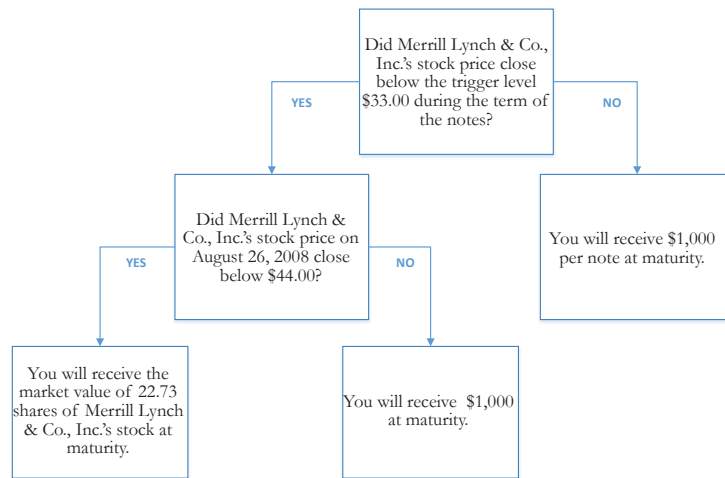 Did Merrill Lynch & Co.,
Inc.'s stock price close
below the trigger level
$33.00 during the term of
the notes?
YES
NO
Did Merrill Lynch &
Co., Inc.'s stock price on
August 26, 2008 close
below $44.00?
You will receive $1,000
per note at maturity.
YES
NO
You will receive the
market value of 22.73
shares of Merrill Lynch
& Co., Inc.'s stock at
maturity.
You will receive $1,000
at maturity.